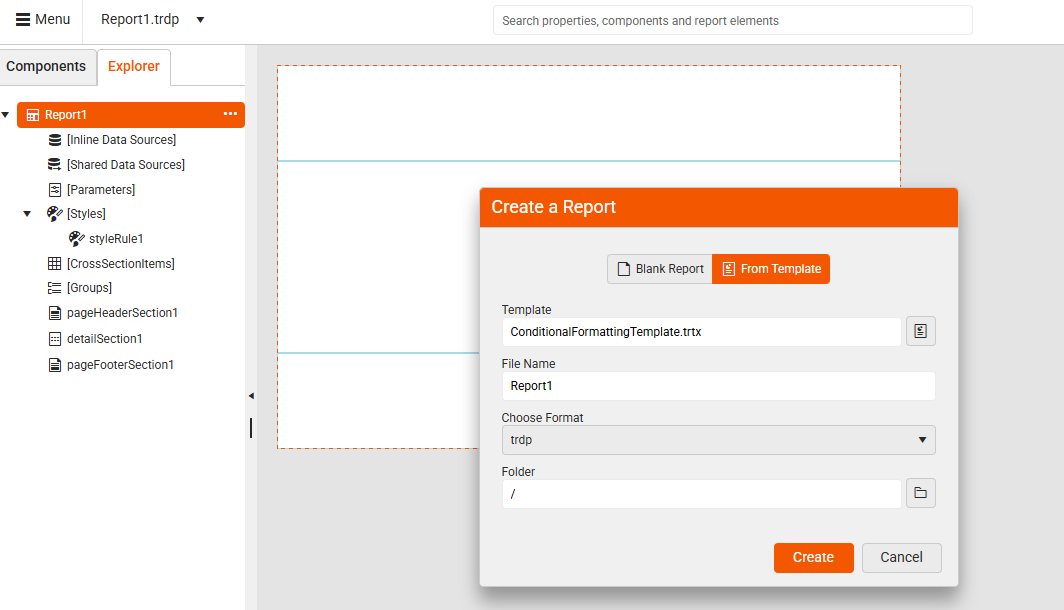 Menu
Report1.trdp
Search properties, components and report elements
Components
Explorer
Report1
[Inline Data Sources]
[Shared Data Sources]
[Parameters]
[Styles]
styleRule1
[CrossSectionItems]
[Groups]
pageHeaderSection1
detailSection1
pageFooterSection1
Create a Report
Blank Report
From Template
Template
ConditionalFormattingTemplate.trtx
File Name
Report1
Choose Format
trdp
Folder
/
Create
Cancel